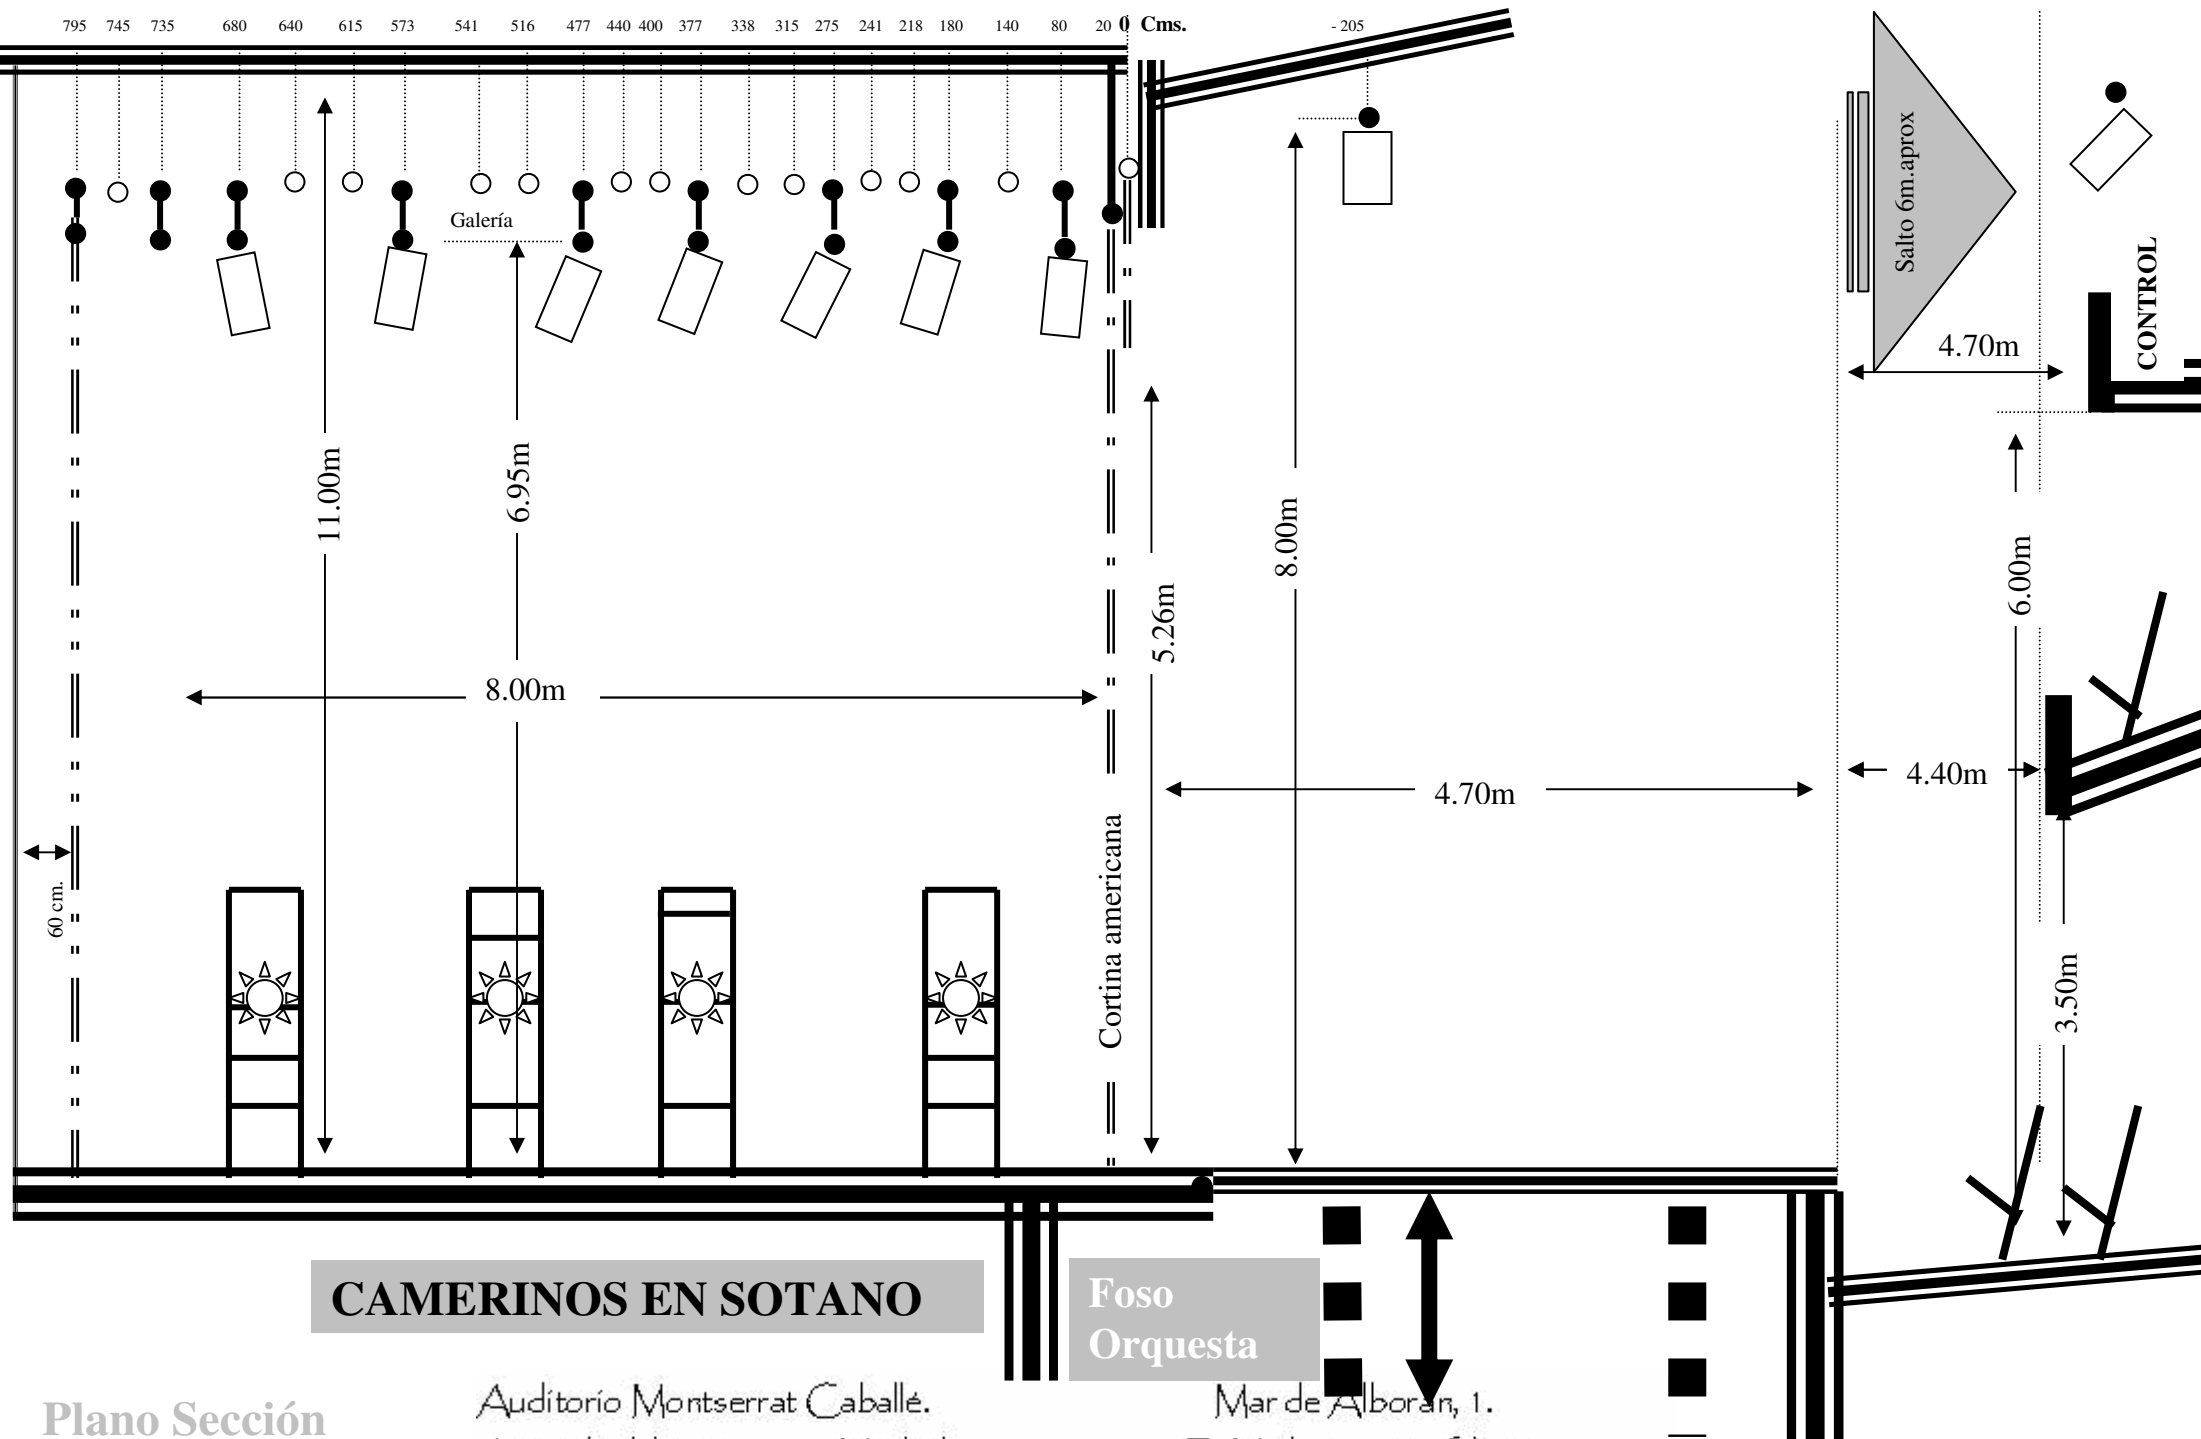 795 745 735 680 640 615 573 541 516 477 440 400 377 338 315 275 241 218 180 140 80 20 0 Cms. - 205
Galería
Salto 6m.aprox
CONTROL
4.70m
11.00m
6.95m
8.00m
6.00m
5.26m
8.00m
4.40m
4.70m
Cortina americana
60 cm.
3.50m
CAMERINOS EN SOTANO
Foso
Orquesta
Plano Sección
Auditorio Montserrat Caballé.
Mar de Alborán, 1.